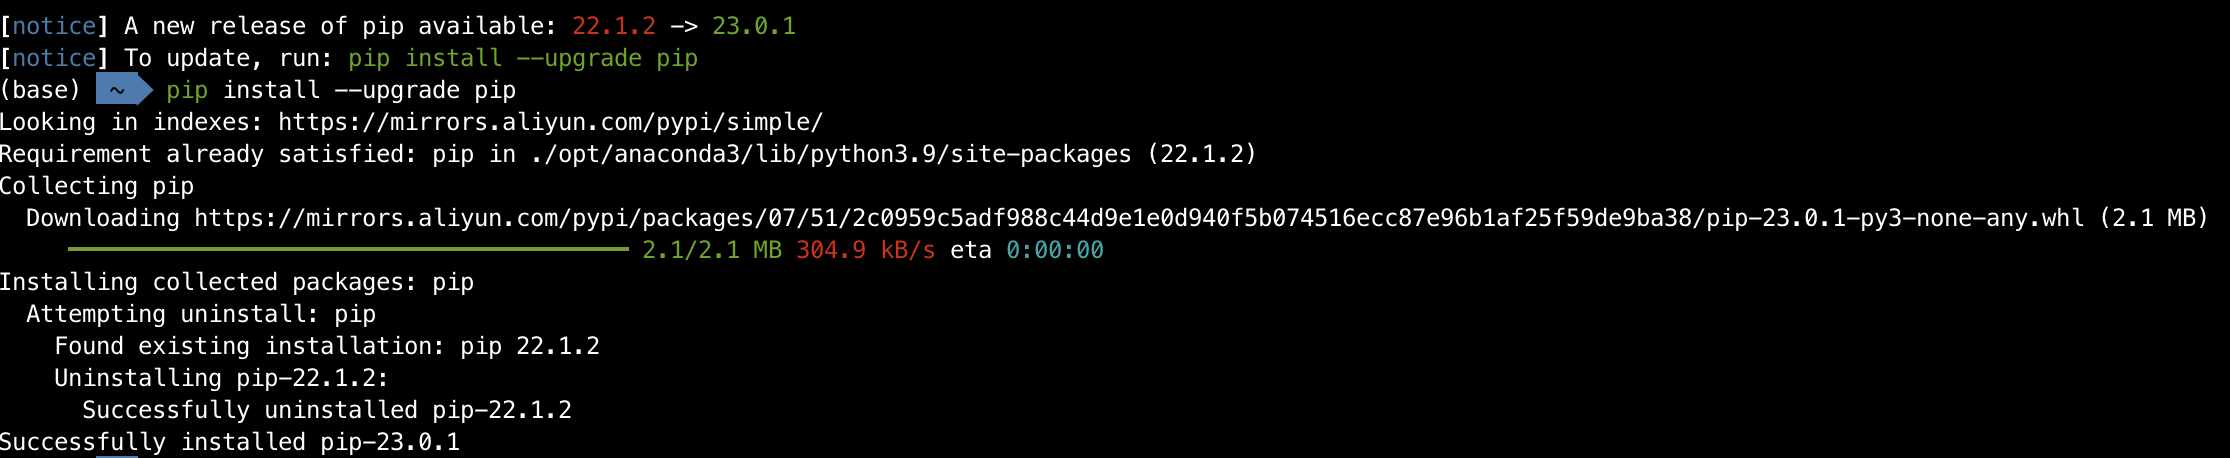 [notice] A new release of pip available: 22.1.2 -> 23.0.1
[notice] To update, run: pip install --upgrade pip
(base) ~ pip install --upgrade pip
Looking in indexes: https://mirrors.aliyun.com/pypi/simple/
Requirement already satisfied: pip in ./opt/anaconda3/lib/python3.9/site-packages (22.1.2)
Collecting pip
  Downloading https://mirrors.aliyun.com/pypi/packages/07/51/2c0959c5adf988c44d9e1e0d940f5b074516ecc87e96b1af25f59de9ba38/pip-23.0.1-py3-none-any.whl (2.1 MB)
2.1/2.1 MB 304.9 kB/s eta 0:00:00
Installing collected packages: pip
  Attempting uninstall: pip
    Found existing installation: pip 22.1.2
    Uninstalling pip-22.1.2:
      Successfully uninstalled pip-22.1.2
Successfully installed pip-23.0.1